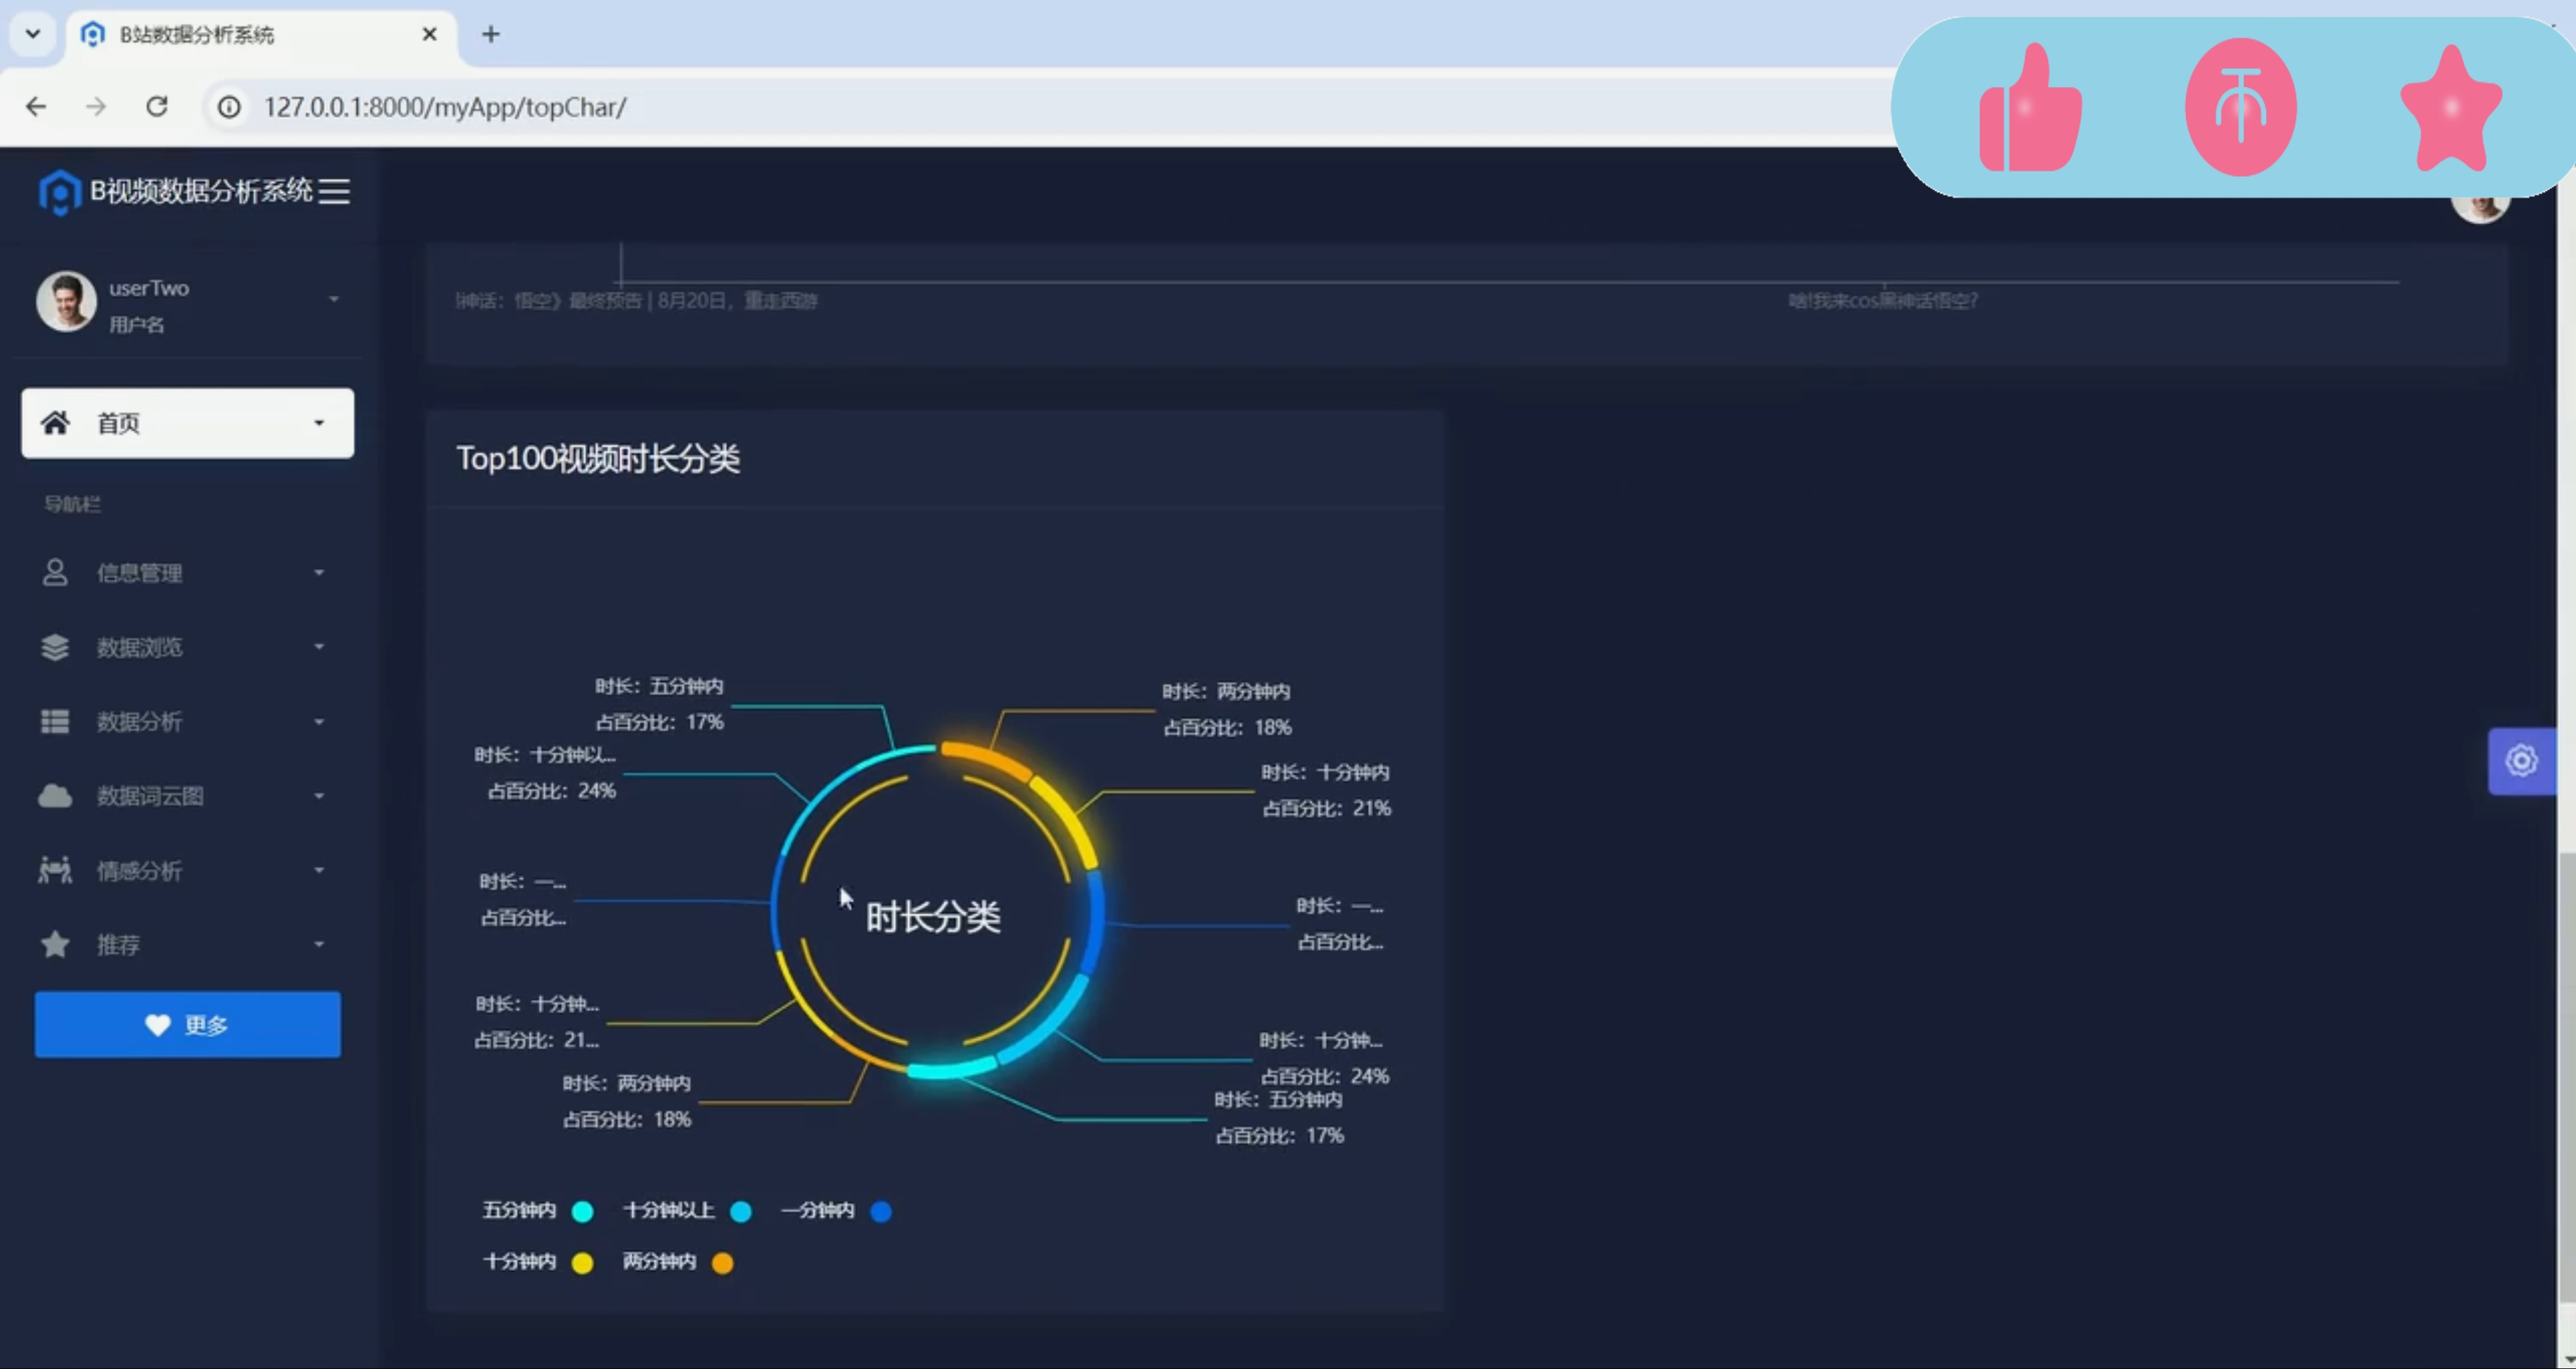 B站数据分析系统
127.0.0.1:8000/myApp/topChar/
B视频数据分析系统
userTwo
用户名
首页
导航栏
信息管理
数据浏览
数据分析
数据词云图
情感分析
推荐
更多
神话：悟空》最终预告 | 8月20日，重走西游
啥!我来cos黑神话悟空?
Top100视频时长分类
时长：五分钟内
占百分比：17%
时长：两分钟内
占百分比：18%
时长：十分钟以...
占百分比：24%
时长：十分钟内
占百分比：21%
时长：一...
占百分比...
时长：一...
占百分比...
时长分类
时长：十分钟...
占百分比：21...
时长：十分钟...
占百分比：24%
时长：两分钟内
占百分比：18%
时长：五分钟内
占百分比：17%
五分钟内 十分钟以上 一分钟内
十分钟内 两分钟内